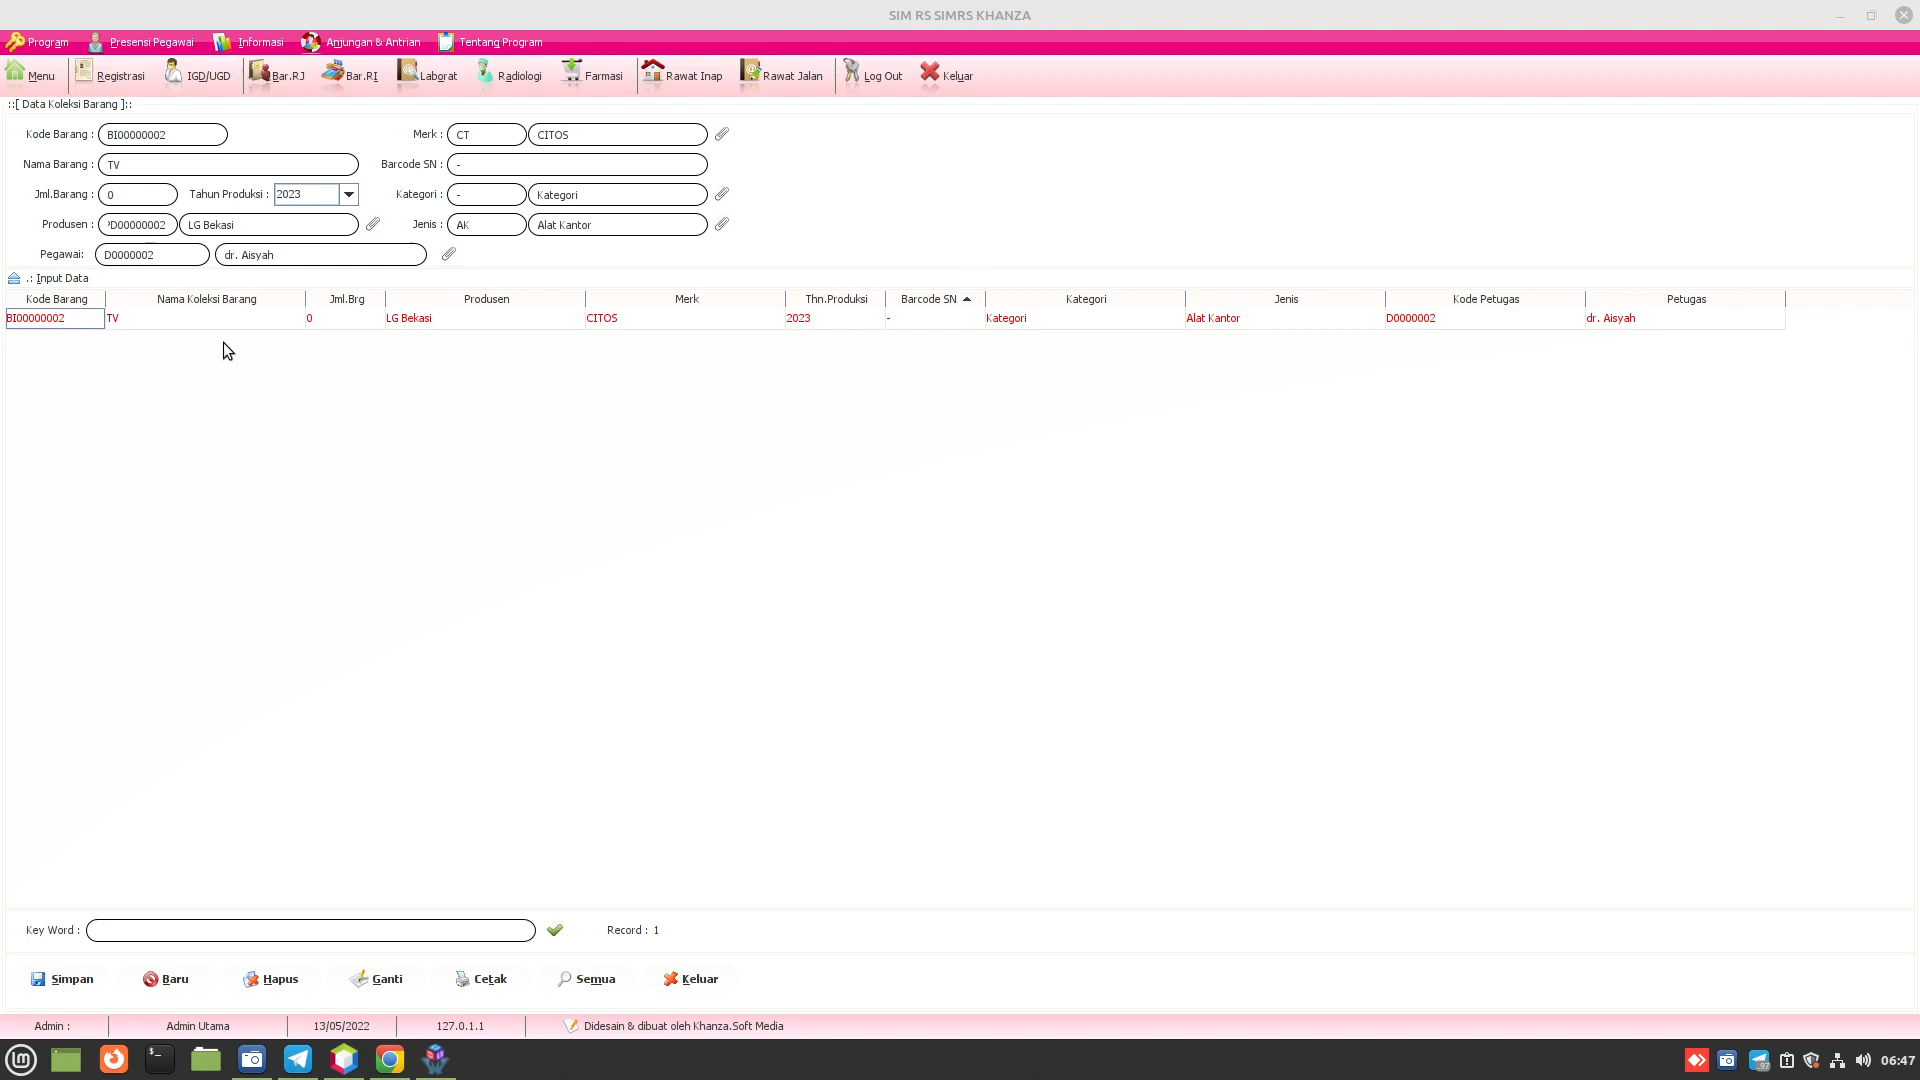 SIM RS SIMRS KHANZA
Program Presensi Pegawai Informasi Anjungan & Antrian Tentang Program
Menu Registrasi IGD/UGD Bar.RJ Bar.RI Laborat Radiologi Farmasi Rawat Inap Rawat Jalan Log Out Keluar
::[ Data Koleksi Barang ]::
Kode Barang : BI00000002 Merk : CT CITOS
Nama Barang : TV Barcode SN : -
Jml.Barang : 0 Tahun Produksi : 2023 Kategori : - Kategori
Produsen : PD00000002 LG Bekasi Jenis : AK Alat Kantor
Pegawai: D0000002 dr. Aisyah
.: Input Data
Kode Barang Nama Koleksi Barang Jml.Brg Produsen Merk Thn.Produksi Barcode SN Kategori Jenis Kode Petugas Petugas
BI00000002 TV 0 LG Bekasi CITOS 2023 - Kategori Alat Kantor D0000002 dr. Aisyah
Key Word : Record : 1
Simpan Baru Hapus Ganti Cetak Semua Keluar
Admin : Admin Utama 13/05/2022 127.0.1.1 Didesain & dibuat oleh Khanza.Soft Media
97 06:47